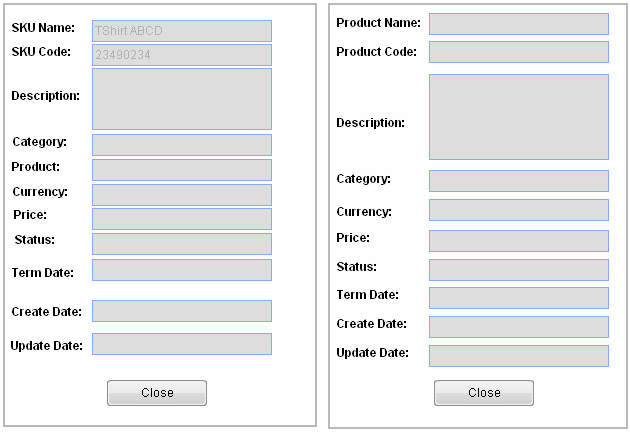 SKU Name: TShirt ABCD
SKU Code: 23490234
Description:
Category:
Product:
Currency:
Price:
Status:
Term Date:
Create Date:
Update Date:
Close
Product Name:
Product Code:
Description:
Category:
Currency:
Price:
Status:
Term Date:
Create Date:
Update Date:
Close